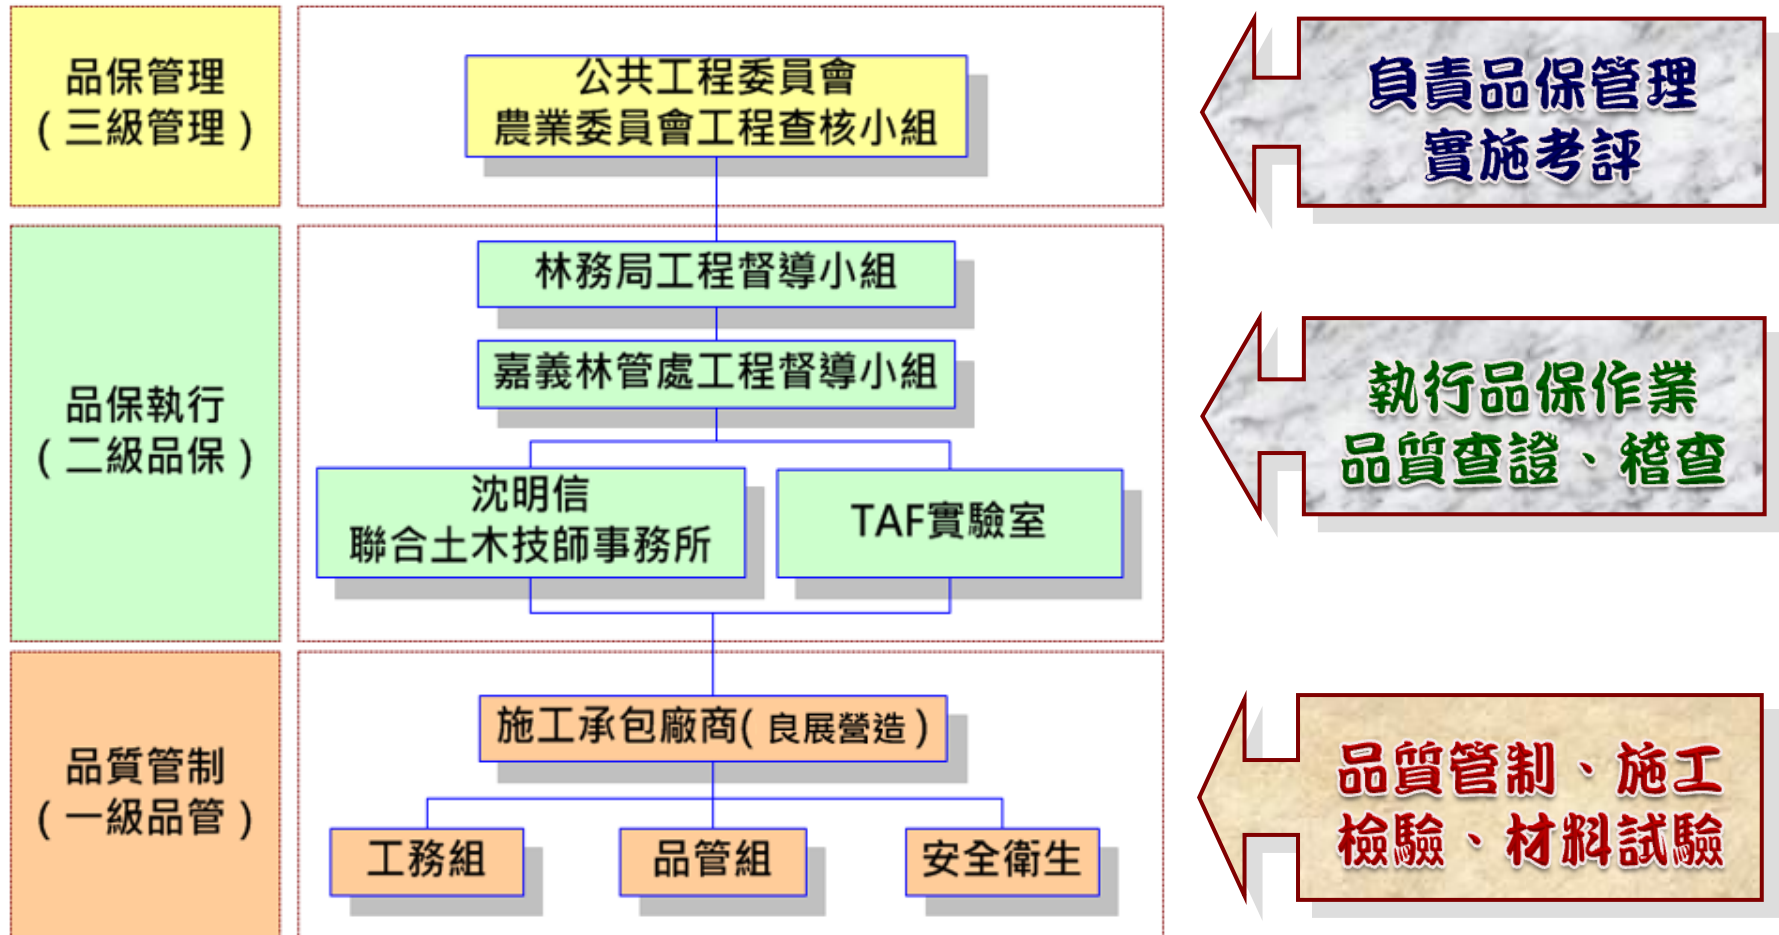 品保管理
(三級管理)
公共工程委員會
農業委員會工程查核小組
負責品保管理
實施考評
品保執行
(二級品保)
林務局工程督導小組
嘉義林管處工程督導小組
沈明信
聯合土木技師事務所
TAF實驗室
執行品保作業
品質查證、稽查
品質管制
(一級品管)
施工承包廠商(良展營造)
工務組
品管組
安全衛生
品質管制、施工
檢驗、材料試驗